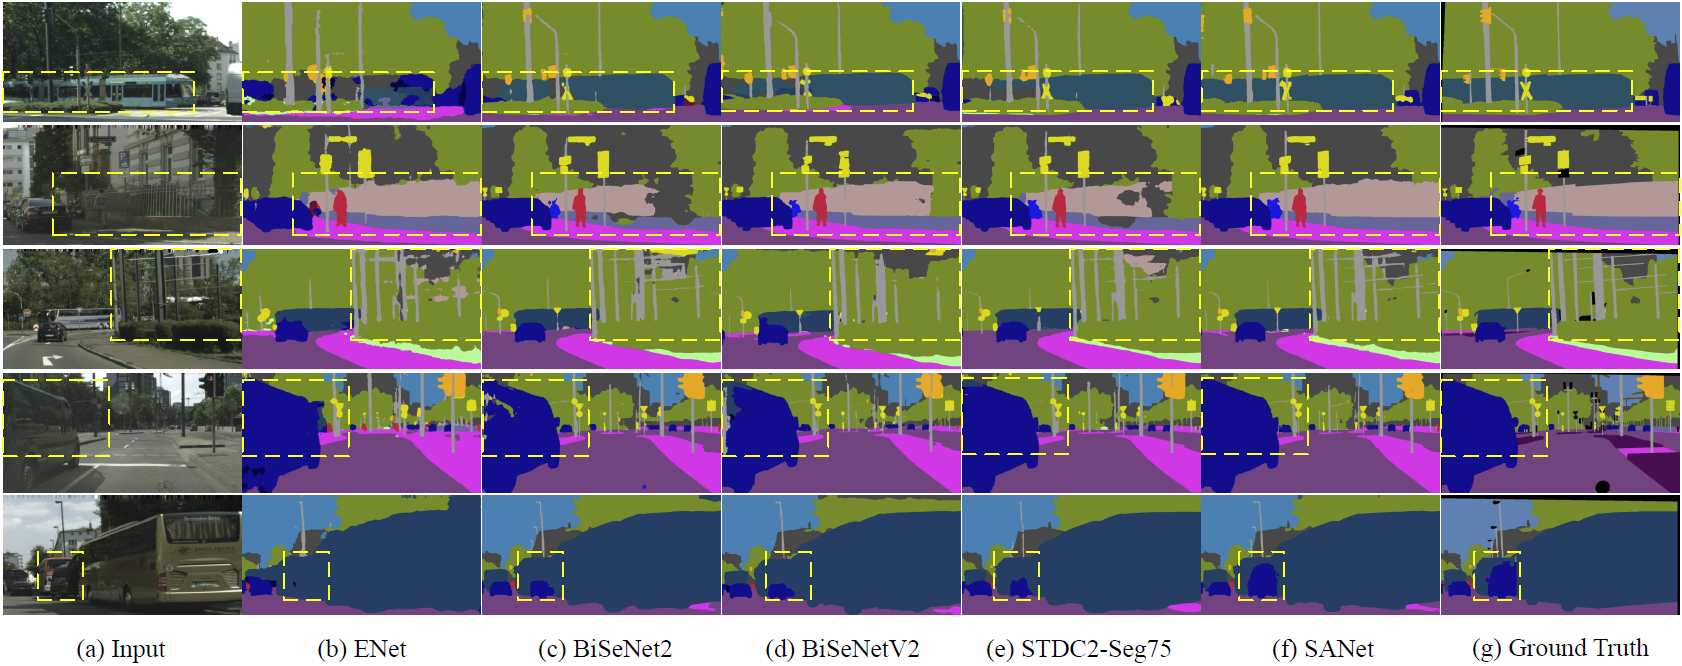 (a) Input (b) ENet (c) BiSeNet2 (d) BiSeNetV2 (e) STDC2-Seg75 (f) SANet (g) Ground Truth